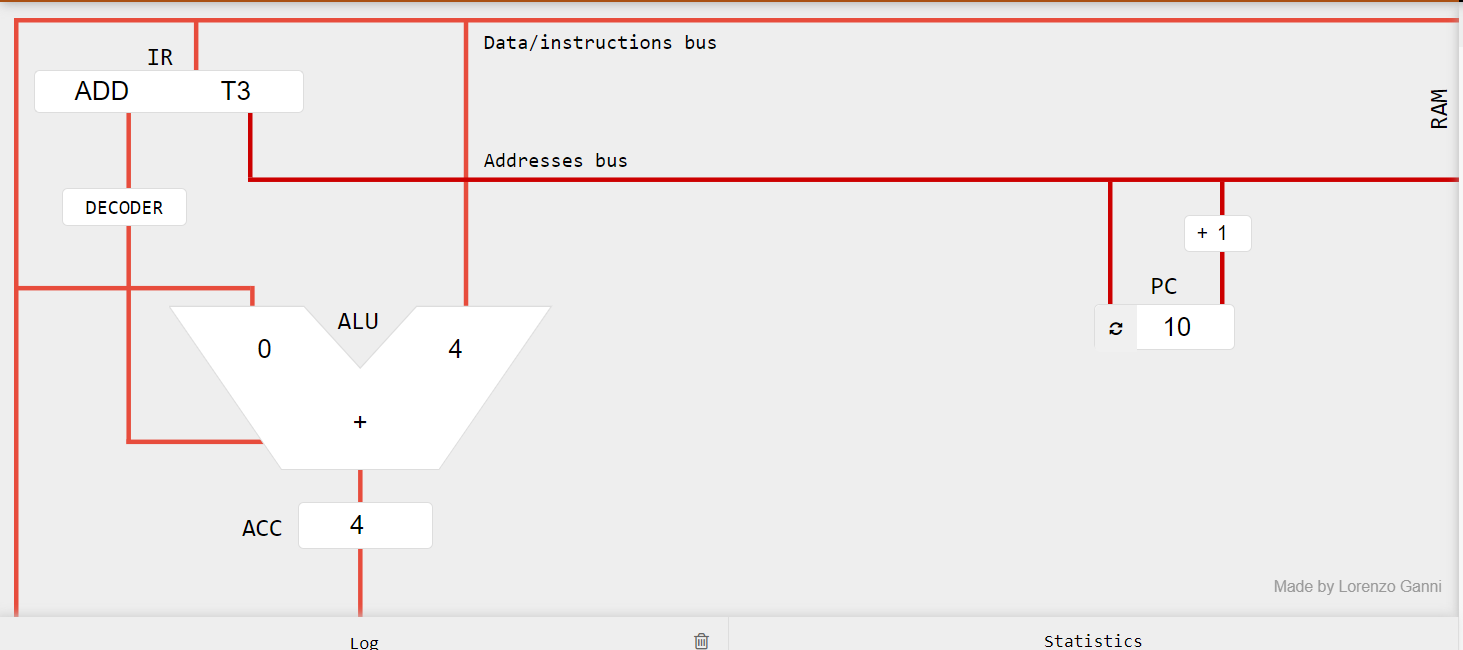 Data/instructions bus
IR
ADD T3
RAM
Addresses bus
DECODER
+ 1
PC
10
ALU
0 4
+
ACC 4
Made by Lorenzo Ganni
Log
Statistics